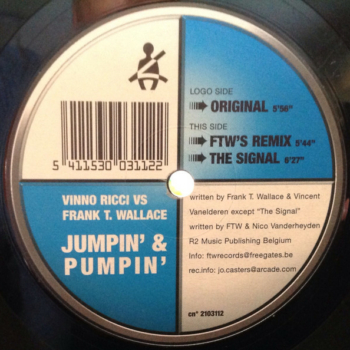 LOGO SIDE
ORIGINAL 5'56"
THIS SIDE
FTW'S REMIX 5'44"
THE SIGNAL 6'27"
5 411530 031122
VINNO RICCI VS
FRANK T. WALLACE
JUMPIN' &
PUMPIN'
written by Frank T. Wallace & Vincent
Vanelderen except "The Signal"
written by FTW & Nico Vanderheyden
R2 Music Publishing Belgium
Info: ftwrecords@freegates.be
rec.info: jo.casters@arcade.com
cn° 2103112